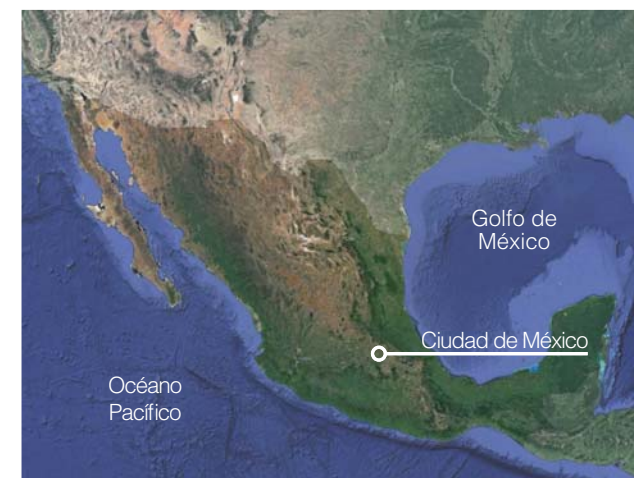 Golfo de
México
Ciudad de México
Océano
Pacífico